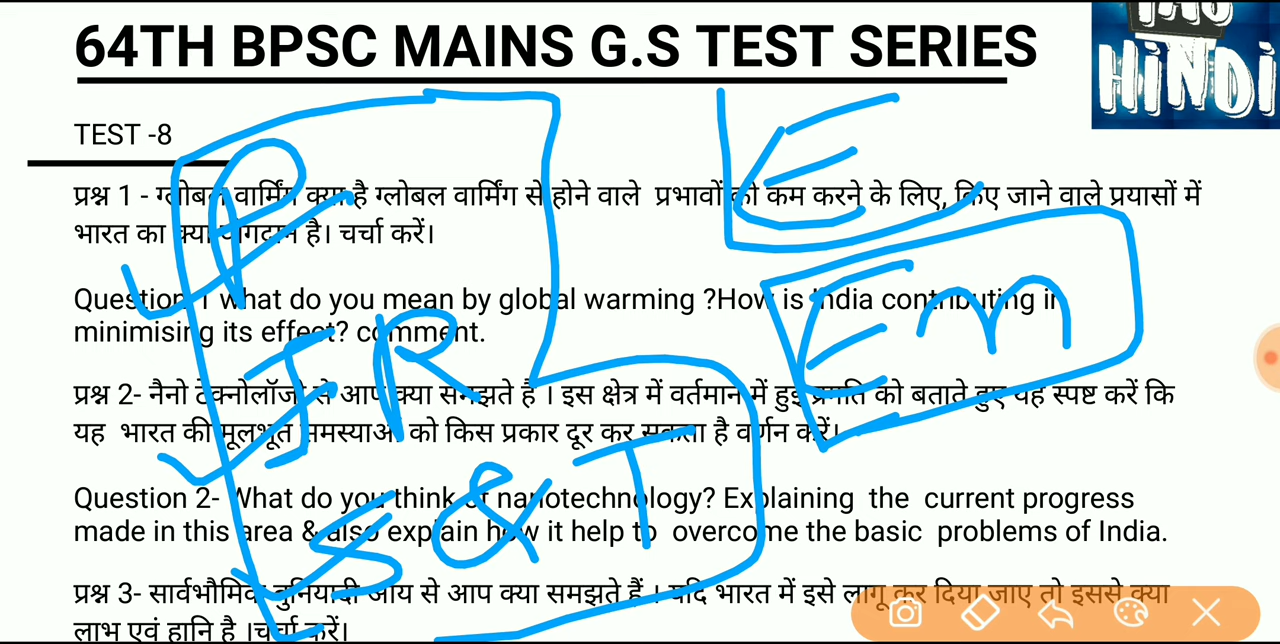 64TH BPSC MAINS G.S TEST SERIES
HiNDi
TEST -8
प्रश्न 1 - ग्लोबल वार्मिंग क्या है ग्लोबल वार्मिंग से होने वाले प्रभावों को कम करने के लिए, किए जाने वाले प्रयासों में
भारत का क्या योगदान है। चर्चा करें।
Question 1 what do you mean by global warming ?How is India contributing in
minimising its effect? comment.
प्रश्न 2- नैनो टेक्नोलॉजी से आप क्या समझते हैं । इस क्षेत्र में वर्तमान में हुई प्रगति को बताते हुए यह स्पष्ट करें कि
यह भारत की मूलभूत समस्याओं को किस प्रकार दूर कर सकता है वर्णन करें।
Question 2- What do you think of nanotechnology? Explaining the current progress
made in this area & also explain how it help to overcome the basic problems of India.
प्रश्न 3- सार्वभौमिक बुनियादी आय से आप क्या समझते हैं । यदि भारत में इसे लागू कर दिया जाए तो इससे क्या
लाभ एवं हानि है ।चर्चा करें।
P
IR
S&T
E
Em